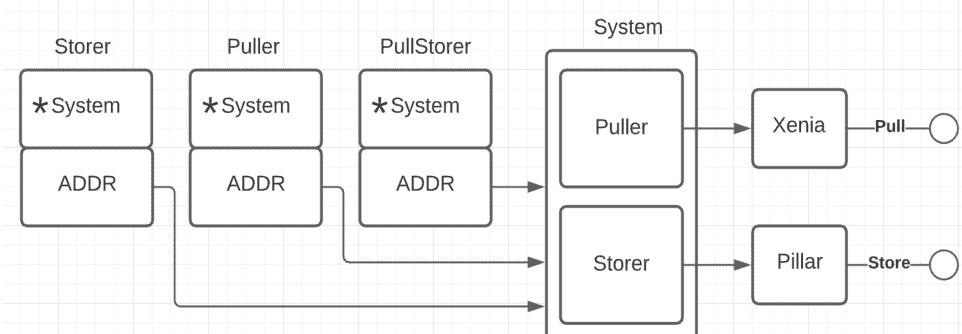 System
Storer
Puller
PullStorer
*System
*System
*System
Puller
Xenia
Pull
ADDR
ADDR
ADDR
Storer
Pillar
Store